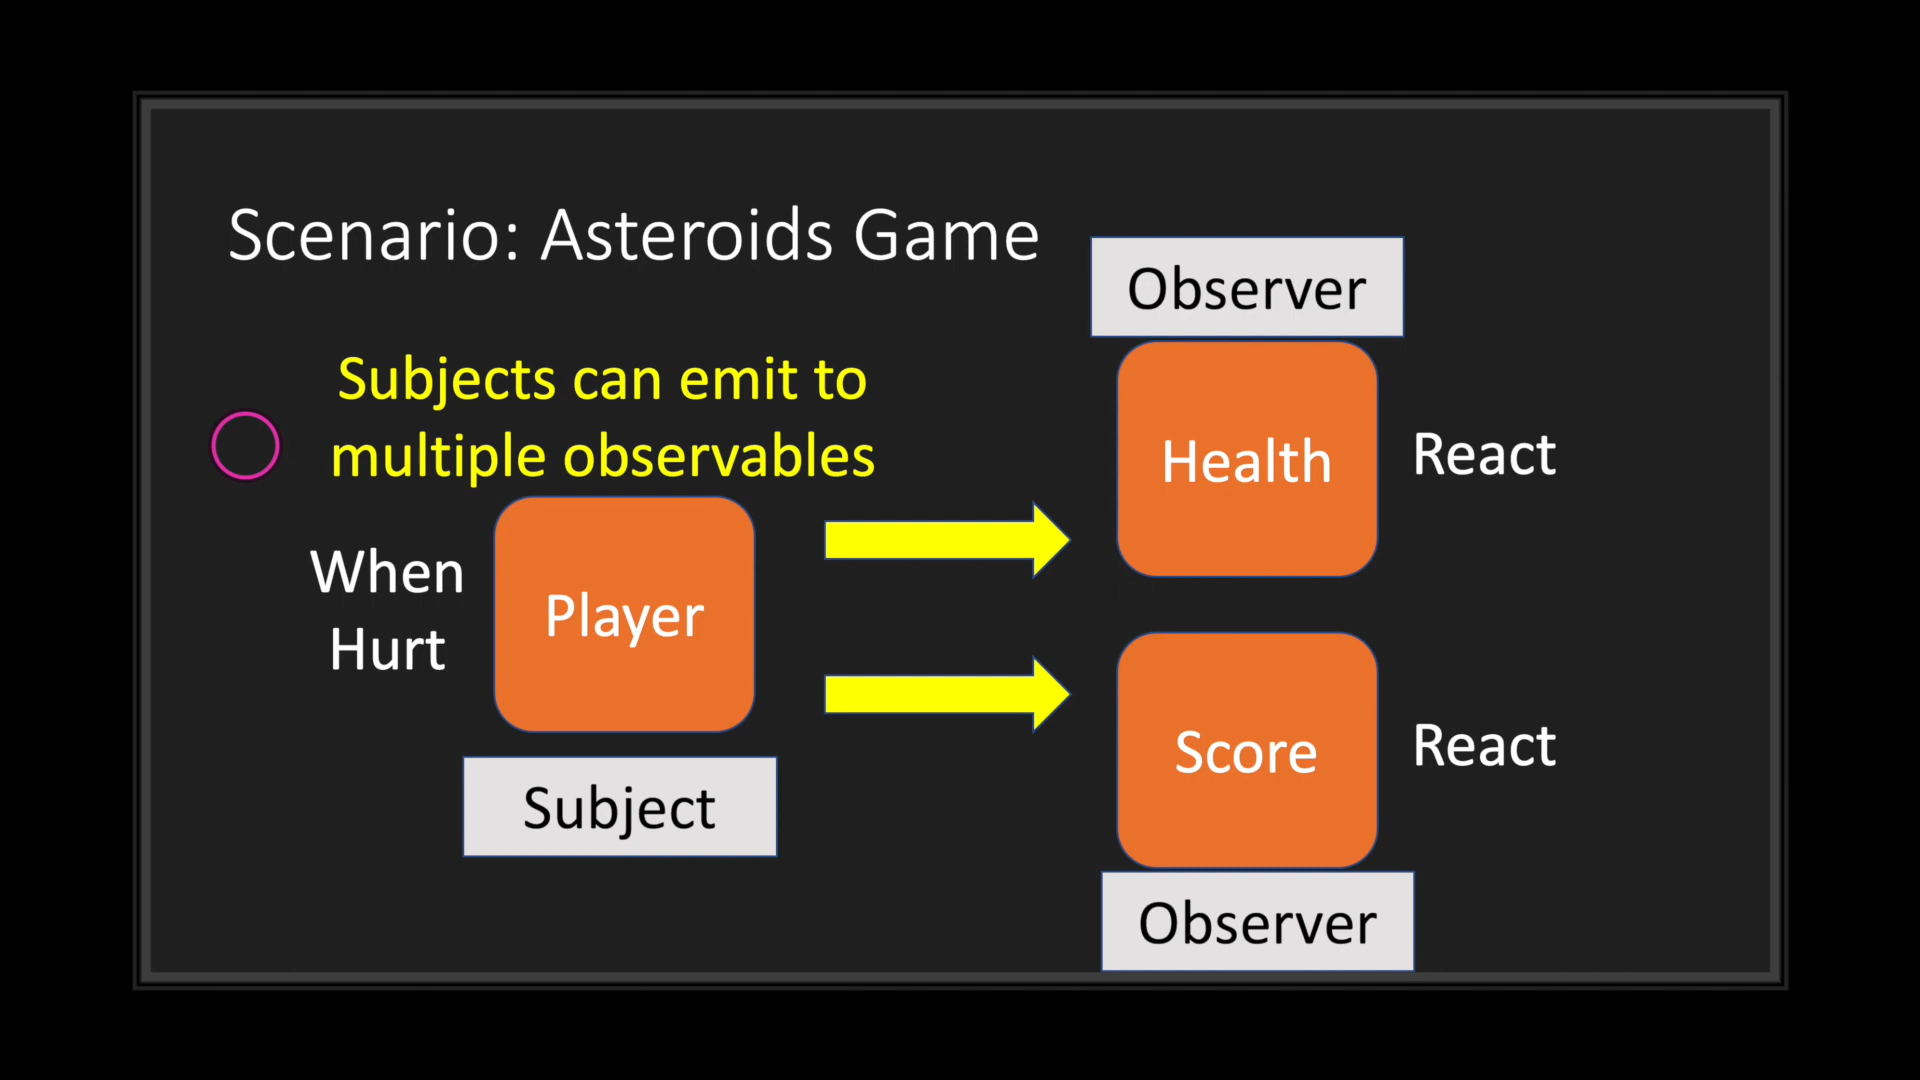 Scenario: Asteroids Game
Subjects can emit to
multiple observables
When
Hurt
Player
Subject
Observer
Health
React
Score
React
Observer